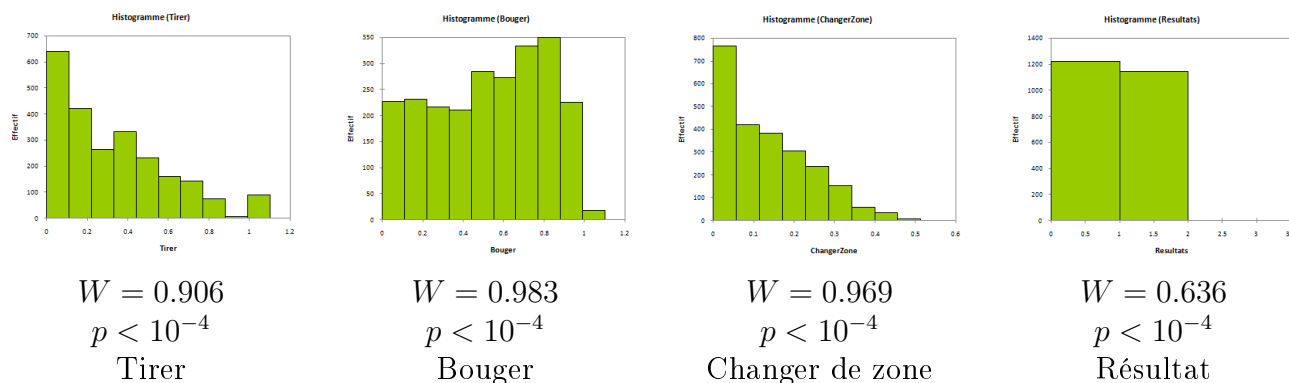 Histogramme (Tirer)
700
600
500
400
300
200
100
0
Effectif
0 0.2 0.4 0.6 0.8 1 1.2
Tirer
W = 0.906
p < 10⁻⁴
Tirer
Histogramme (Bouger)
350
300
250
200
150
100
50
0
Effectif
0 0.2 0.4 0.6 0.8 1 1.2
Bouger
W = 0.983
p < 10⁻⁴
Bouger
Histogramme (ChangerZone)
800
700
600
500
400
300
200
100
0
Effectif
0 0.1 0.2 0.3 0.4 0.5 0.6
ChangerZone
W = 0.969
p < 10⁻⁴
Changer de zone
Histogramme (Resultats)
1400
1200
1000
800
600
400
200
0
Effectif
0 0.5 1 1.5 2 2.5 3 3.5
Resultats
W = 0.636
p < 10⁻⁴
Résultat